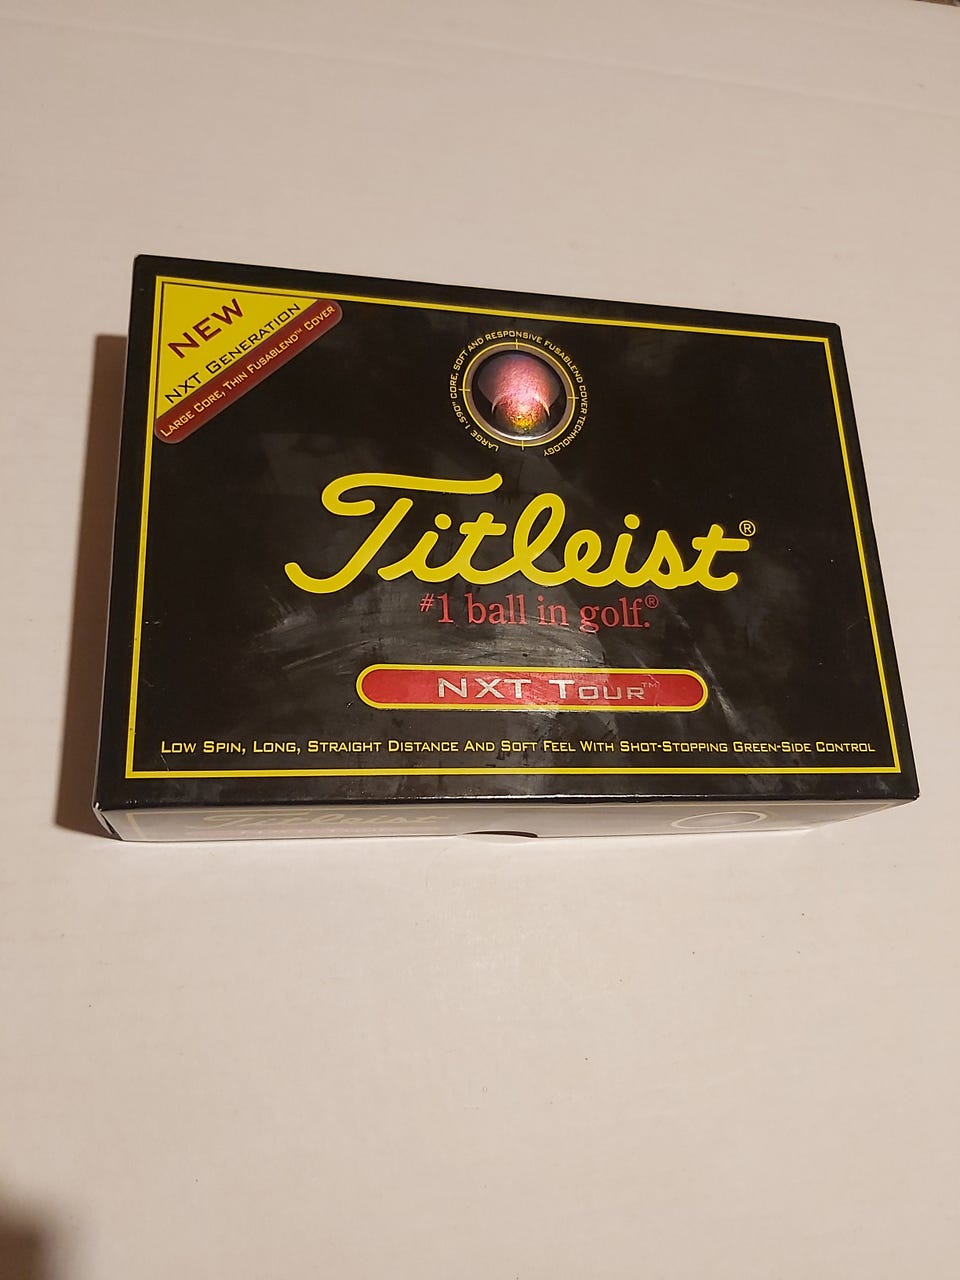 NEW
NXT GENERATION
LARGE CORE, THIN FUSABLEND™ COVER
LARGE 1.590" CORE, SOFT AND RESPONSIVE FUSABLEND COVER TECHNOLOGY
Titleist®
#1 ball in golf.®
NXT TOUR™
LOW SPIN, LONG, STRAIGHT DISTANCE AND SOFT FEEL WITH SHOT-STOPPING GREEN-SIDE CONTROL
Titleist